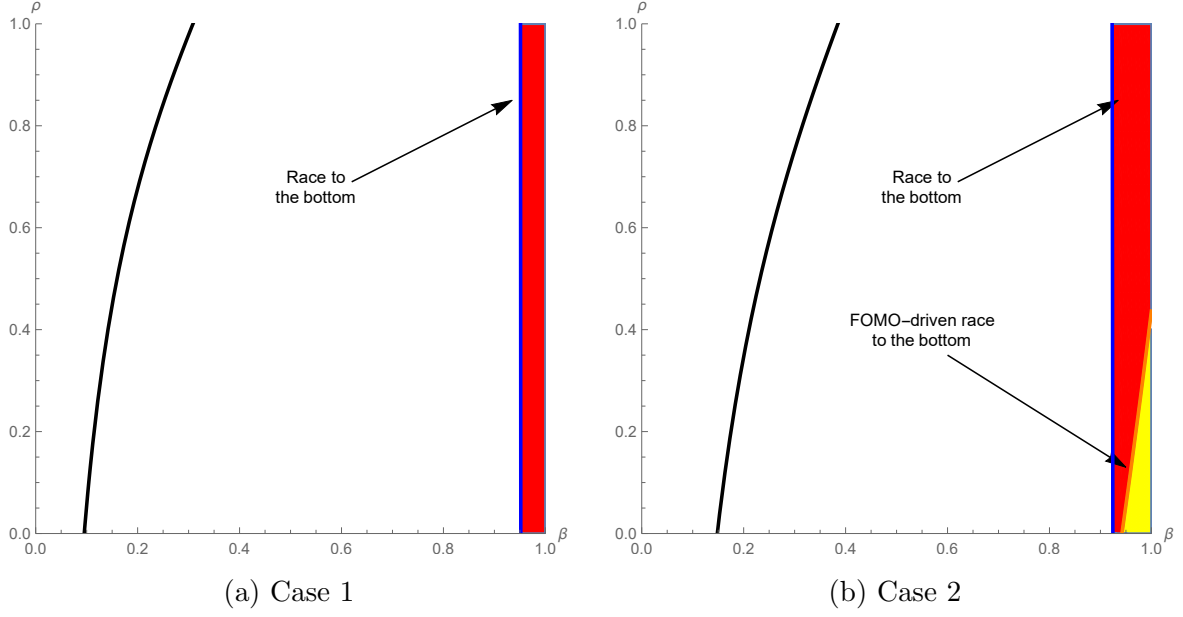 ρ
1.0
0.8
0.6
0.4
0.2
0.0
0.0 0.2 0.4 0.6 0.8 1.0 β
Race to
the bottom
(a) Case 1
ρ
1.0
0.8
0.6
0.4
0.2
0.0
0.0 0.2 0.4 0.6 0.8 1.0 β
Race to
the bottom
FOMO–driven race
to the bottom
(b) Case 2